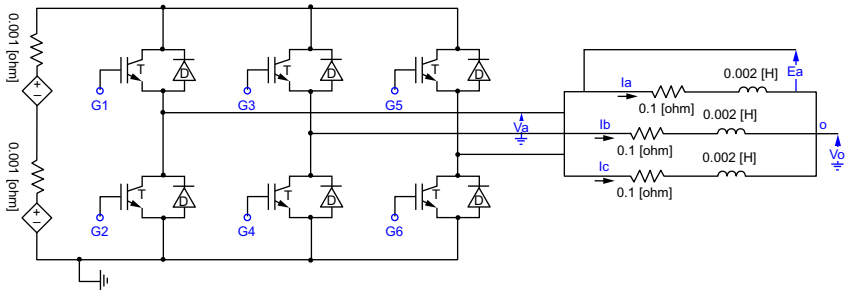 0.001 [ohm]
+
−
0.001 [ohm]
+
−
T
D
G1
T
D
G3
T
D
G5
T
D
G2
T
D
G4
T
D
G6
Va
Ia
0.1 [ohm]
0.002 [H]
Ea
Ib
0.1 [ohm]
0.002 [H]
o
Vo
Ic
0.1 [ohm]
0.002 [H]